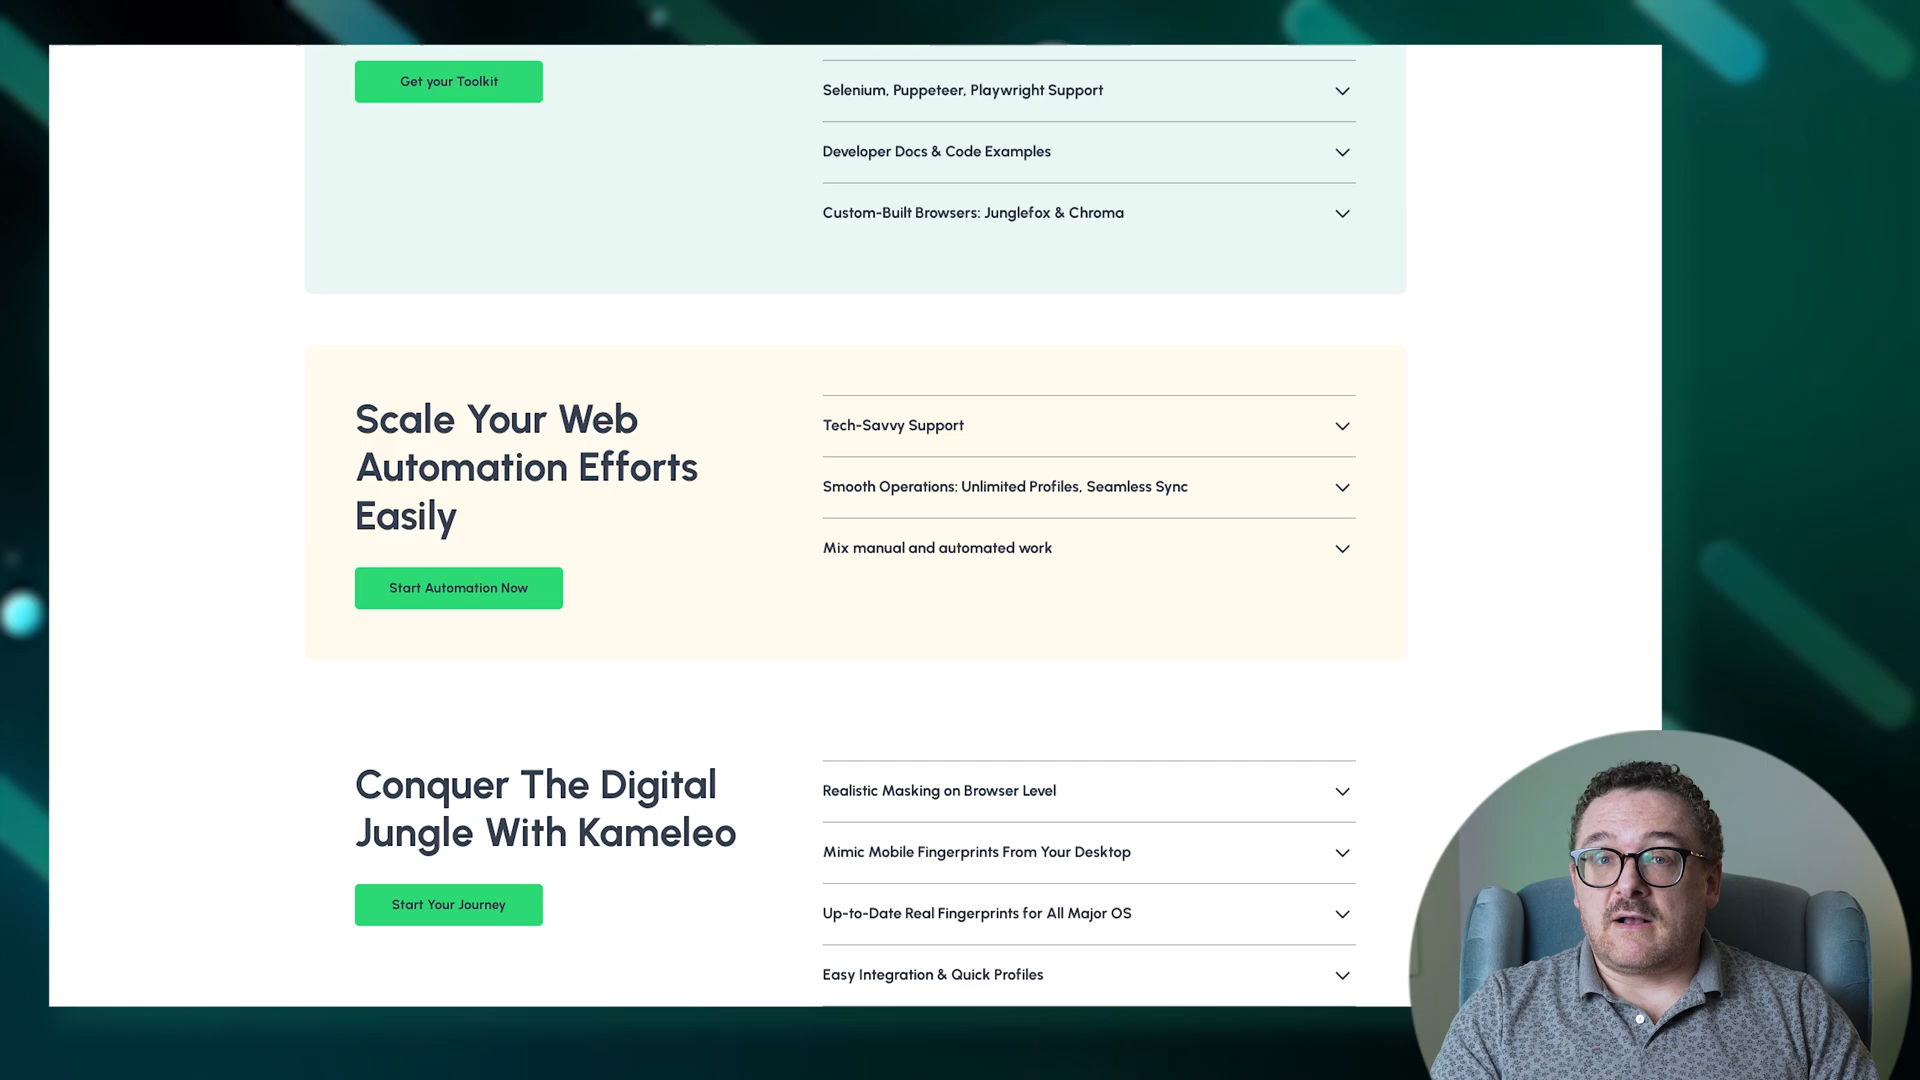 Get your Toolkit
Selenium, Puppeteer, Playwright Support
Developer Docs & Code Examples
Custom-Built Browsers: Junglefox & Chroma
Scale Your Web
Automation Efforts
Easily
Start Automation Now
Tech-Savvy Support
Smooth Operations: Unlimited Profiles, Seamless Sync
Mix manual and automated work
Conquer The Digital
Jungle With Kameleo
Start Your Journey
Realistic Masking on Browser Level
Mimic Mobile Fingerprints From Your Desktop
Up-to-Date Real Fingerprints for All Major OS
Easy Integration & Quick Profiles